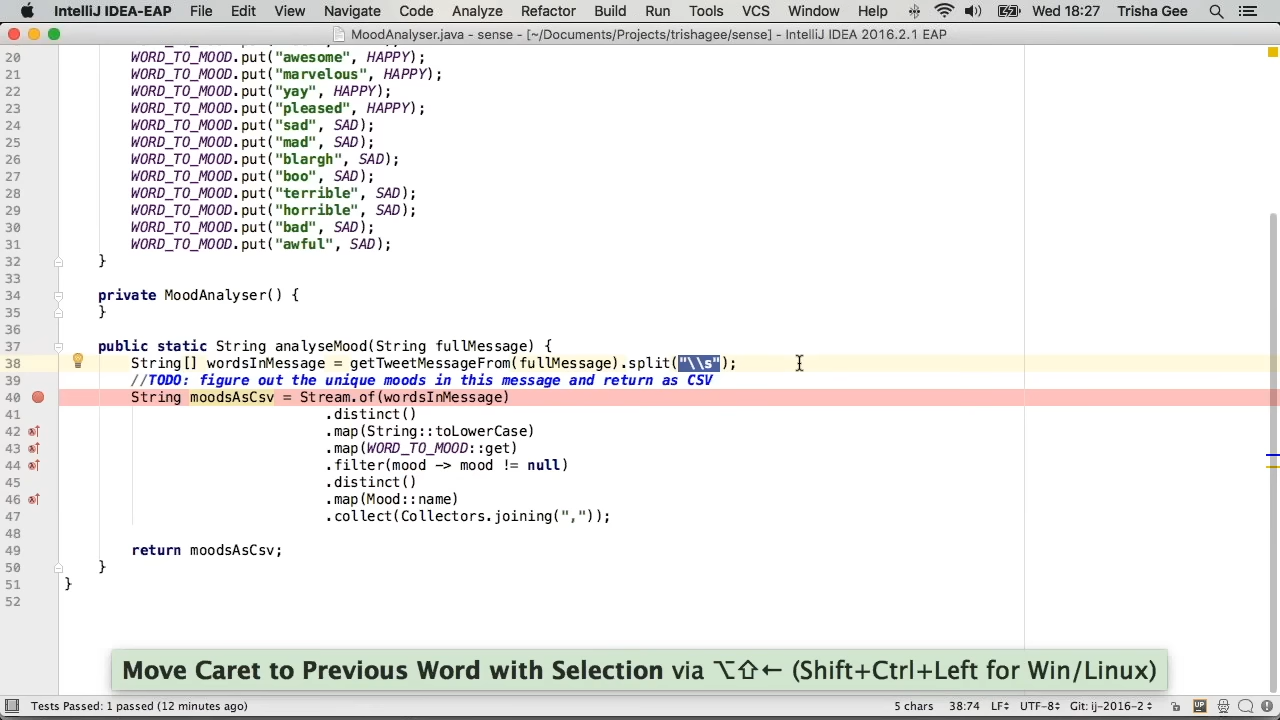 IntelliJ IDEA-EAP File Edit View Navigate Code Analyze Refactor Build Run Tools VCS Window Help Wed 18:27 Trisha Gee
MoodAnalyser.java - sense - [~/Documents/Projects/trishagee/sense] - IntelliJ IDEA 2016.2.1 EAP
20 WORD_TO_MOOD.put("awesome", HAPPY);
21 WORD_TO_MOOD.put("marvelous", HAPPY);
22 WORD_TO_MOOD.put("yay", HAPPY);
23 WORD_TO_MOOD.put("pleased", HAPPY);
24 WORD_TO_MOOD.put("sad", SAD);
25 WORD_TO_MOOD.put("mad", SAD);
26 WORD_TO_MOOD.put("blargh", SAD);
27 WORD_TO_MOOD.put("boo", SAD);
28 WORD_TO_MOOD.put("terrible", SAD);
29 WORD_TO_MOOD.put("horrible", SAD);
30 WORD_TO_MOOD.put("bad", SAD);
31 WORD_TO_MOOD.put("awful", SAD);
32 }
33
34 private MoodAnalyser() {
35 }
36
37 public static String analyseMood(String fullMessage) {
38 String[] wordsInMessage = getTweetMessageFrom(fullMessage).split("\\s");
39 //TODO: figure out the unique moods in this message and return as CSV
40 String moodsAsCsv = Stream.of(wordsInMessage)
41 .distinct()
42 .map(String::toLowerCase)
43 .map(WORD_TO_MOOD::get)
44 .filter(mood -> mood != null)
45 .distinct()
46 .map(Mood::name)
47 .collect(Collectors.joining(","));
48
49 return moodsAsCsv;
50 }
51 }
52
Move Caret to Previous Word with Selection via ⌥⇧← (Shift+Ctrl+Left for Win/Linux)
Tests Passed: 1 passed (12 minutes ago) 5 chars 38:74 LF÷ UTF-8÷ Git: ij-2016-2÷ UP